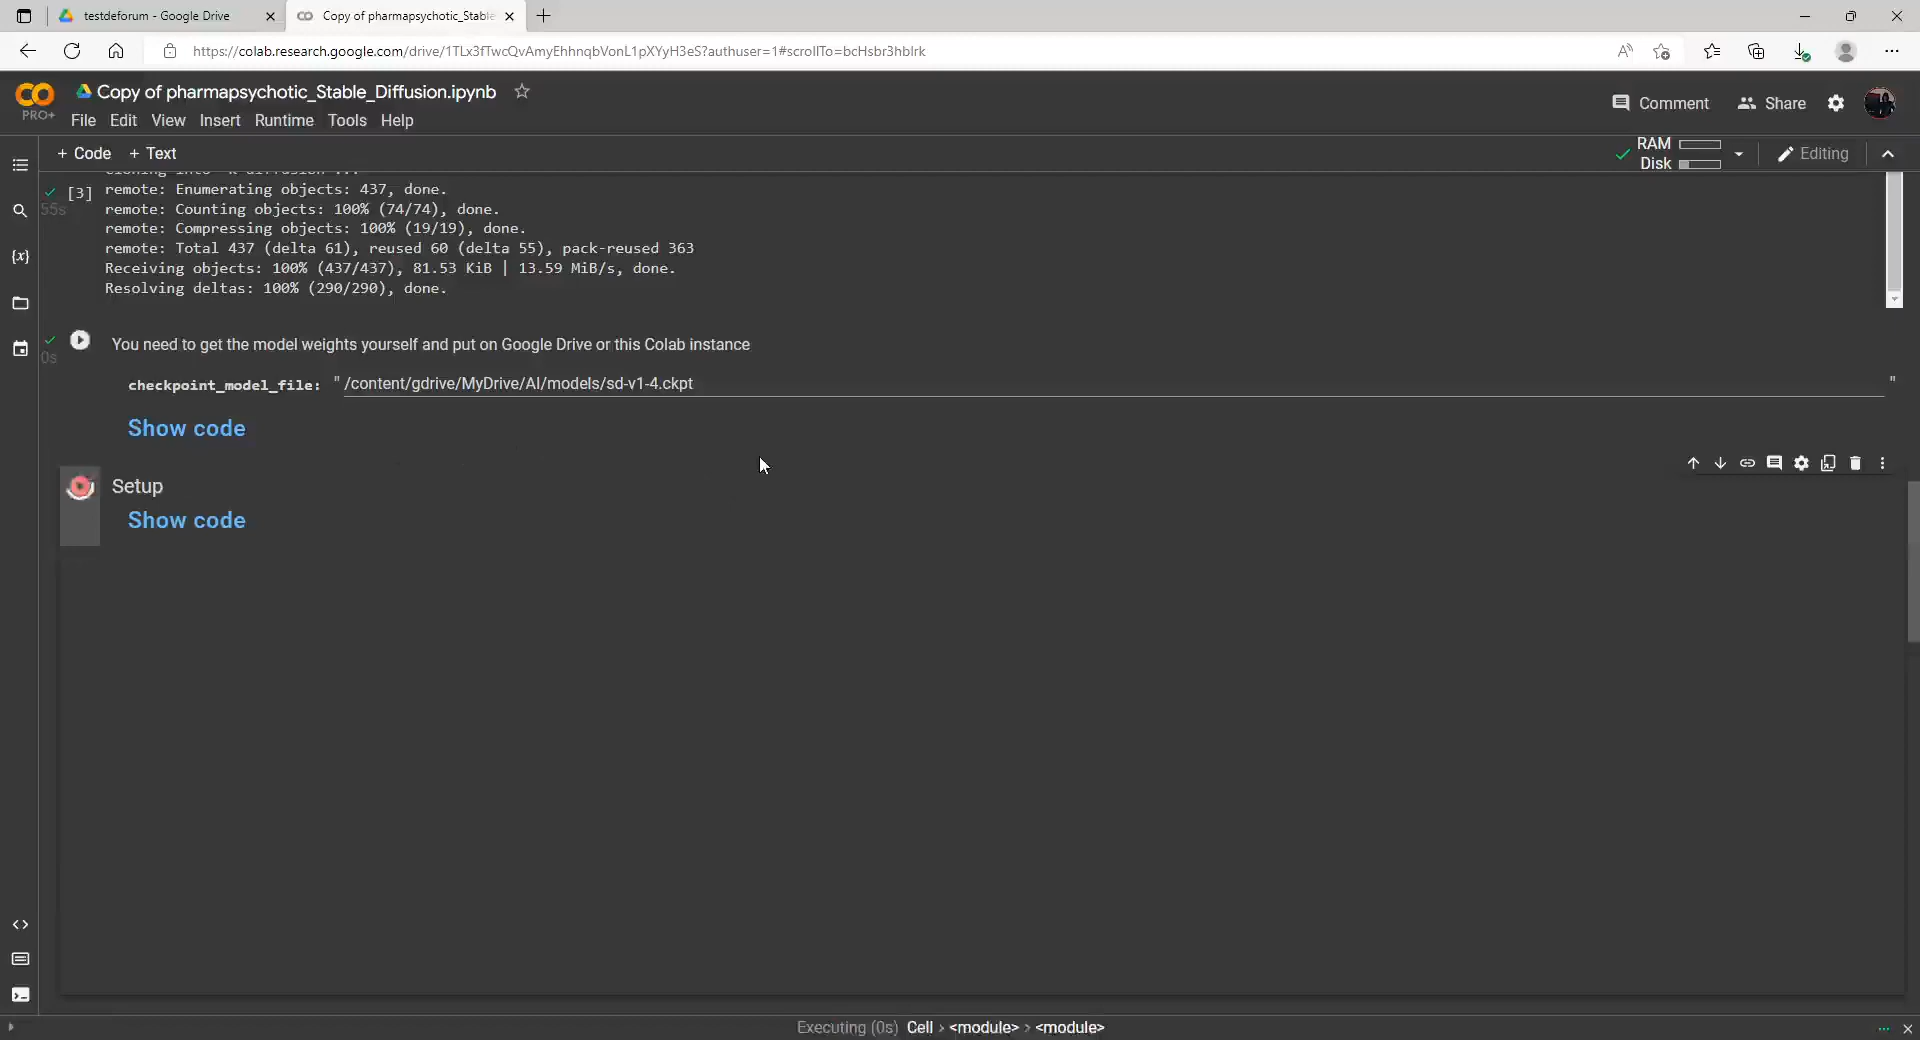 testdeforum - Google Drive
Copy of pharmapsychotic_Stable
https://colab.research.google.com/drive/1TLx3fTwcQvAmyEhhnqbVonL1pXYyH3eS?authuser=1#scrollTo=bcHsbr3hblrk
CO
PRO+
Copy of pharmapsychotic_Stable_Diffusion.ipynb
File Edit View Insert Runtime Tools Help
Comment
Share
+ Code + Text
RAM
Disk
Editing
[3]
55s
remote: Enumerating objects: 437, done.
remote: Counting objects: 100% (74/74), done.
remote: Compressing objects: 100% (19/19), done.
remote: Total 437 (delta 61), reused 60 (delta 55), pack-reused 363
Receiving objects: 100% (437/437), 81.53 KiB | 13.59 MiB/s, done.
Resolving deltas: 100% (290/290), done.
0s
You need to get the model weights yourself and put on Google Drive or this Colab instance
checkpoint_model_file: "/content/gdrive/MyDrive/AI/models/sd-v1-4.ckpt"
Show code
Setup
Show code
Executing (0s) Cell > <module> > <module>